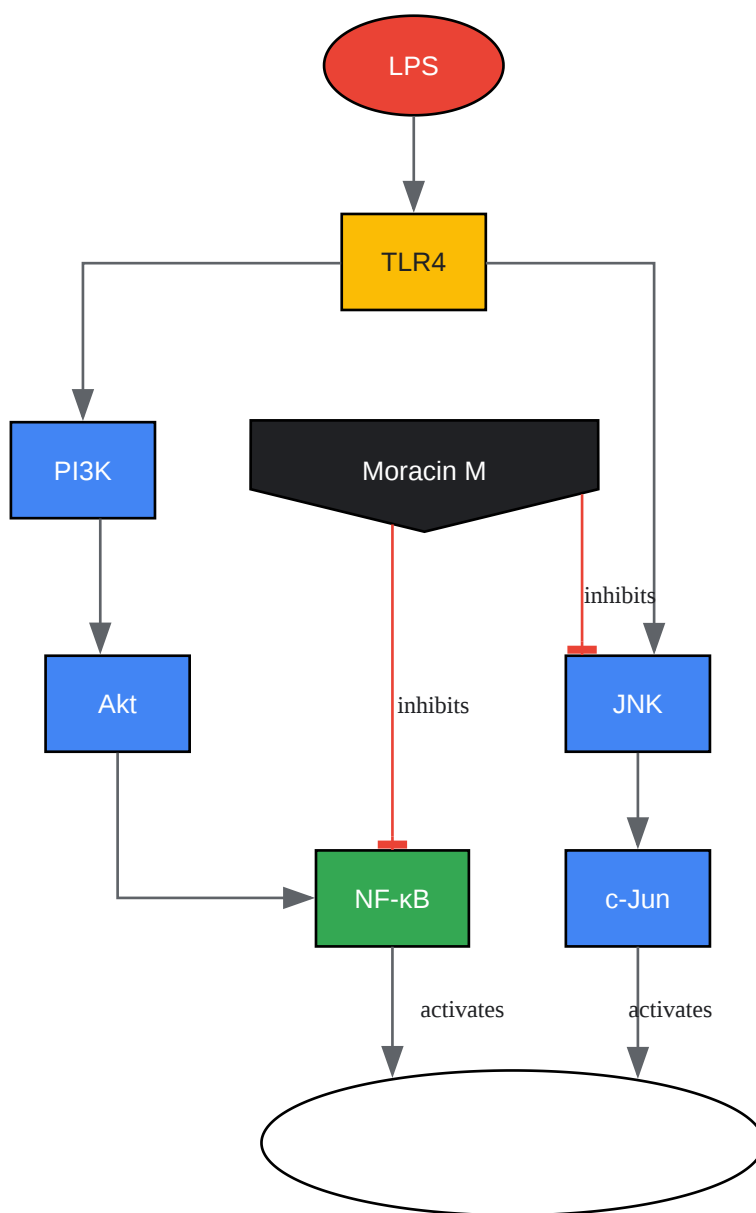 LPS
TLR4
PI3K
Moracin M
inhibits
Akt
inhibits
JNK
NF-κB
c-Jun
activates
activates